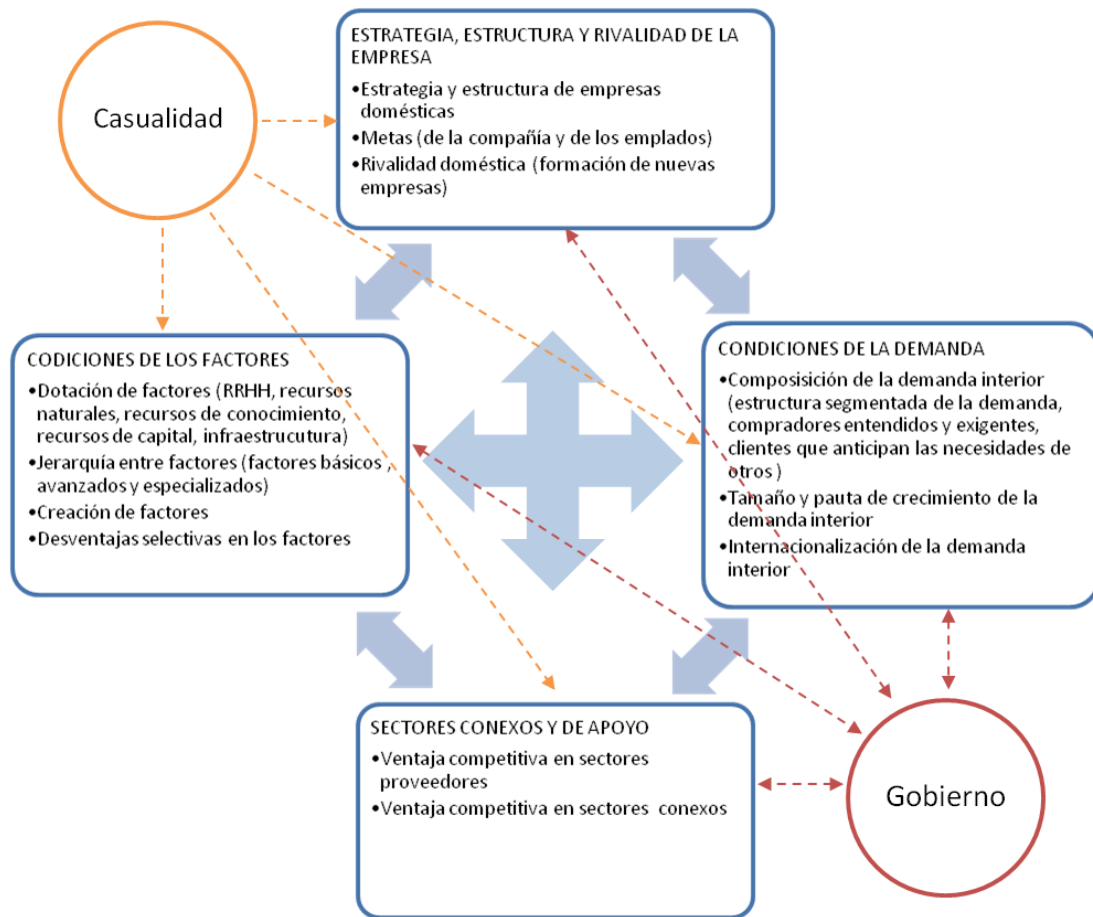 Casualidad
ESTRATEGIA, ESTRUCTURA Y RIVALIDAD DE LA
EMPRESA
•Estrategia y estructura de empresas
domésticas
•Metas (de la compañía y de los emplados)
•Rivalidad doméstica (formación de nuevas
empresas)
CODICIONES DE LOS FACTORES
•Dotación de factores (RRHH, recursos
naturales, recursos de conocimiento,
recursos de capital, infraestrucutura)
•Jerarquía entre factores (factores básicos ,
avanzados y especializados)
•Creación de factores
•Desventajas selectivas en los factores
CONDICIONES DE LA DEMANDA
•Composisición de la demanda interior
(estructura segmentada de la demanda,
compradores entendidos y exigentes,
clientes que anticipan las necesidades de
otros )
•Tamaño y pauta de crecimiento de la
demanda interior
•Internacionalización de la demanda
interior
SECTORES CONEXOS Y DE APOYO
•Ventaja competitiva en sectores
proveedores
•Ventaja competitiva en sectores conexos
Gobierno